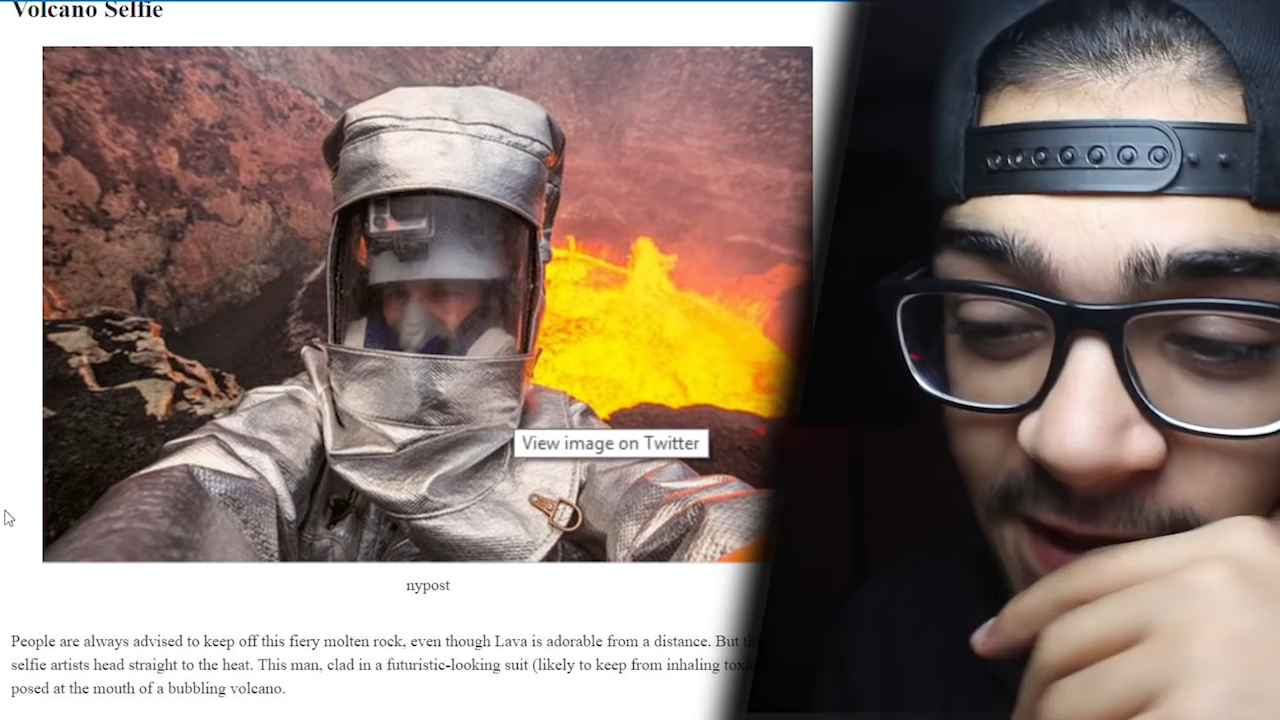 Volcano Selfie
View image on Twitter
nypost
People are always advised to keep off this fiery molten rock, even though Lava is adorable from a distance. But
selfie artists head straight to the heat. This man, clad in a futuristic-looking suit (likely to keep from inhaling
posed at the mouth of a bubbling volcano.